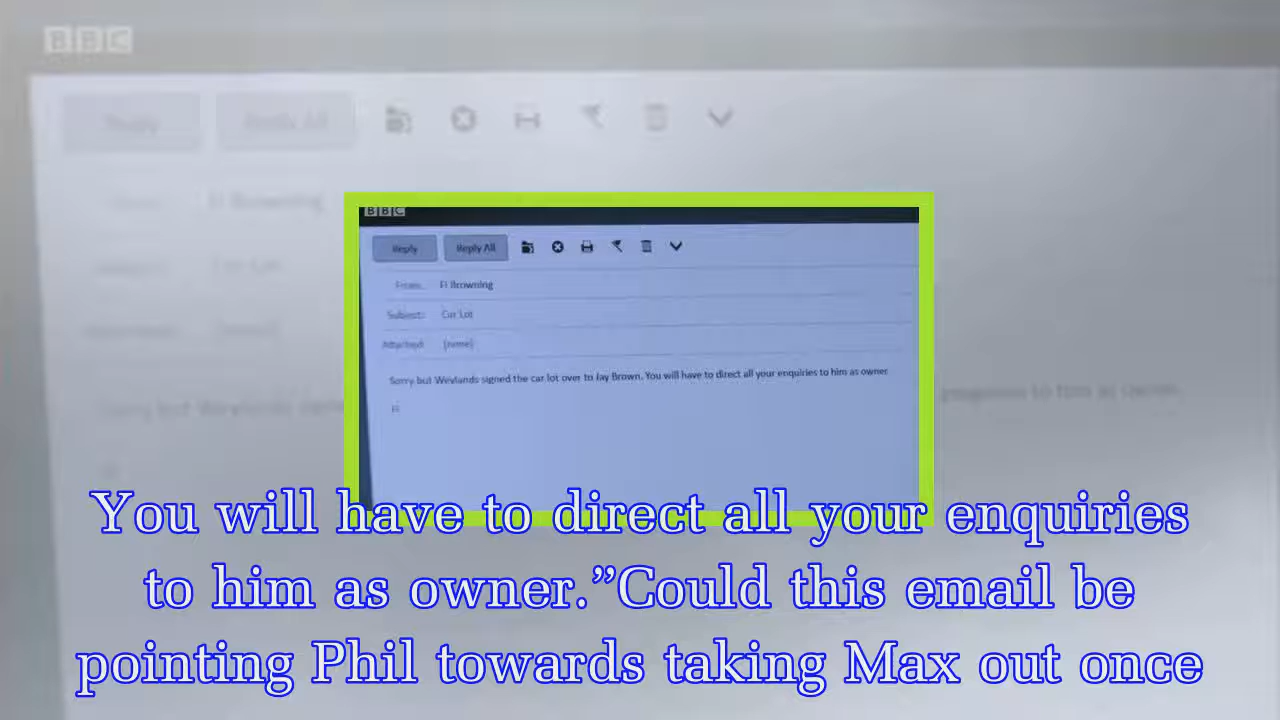 BBC
Reply All
BBC
Reply Reply All
From: Fi Browning
Subject: Car Lot
Attached: [none]
Sorry but Weylands signed the car lot over to Jay Brown. You will have to direct all your enquiries to him as owner
Fi
You will have to direct all your enquiries
to him as owner.”Could this email be
pointing Phil towards taking Max out once